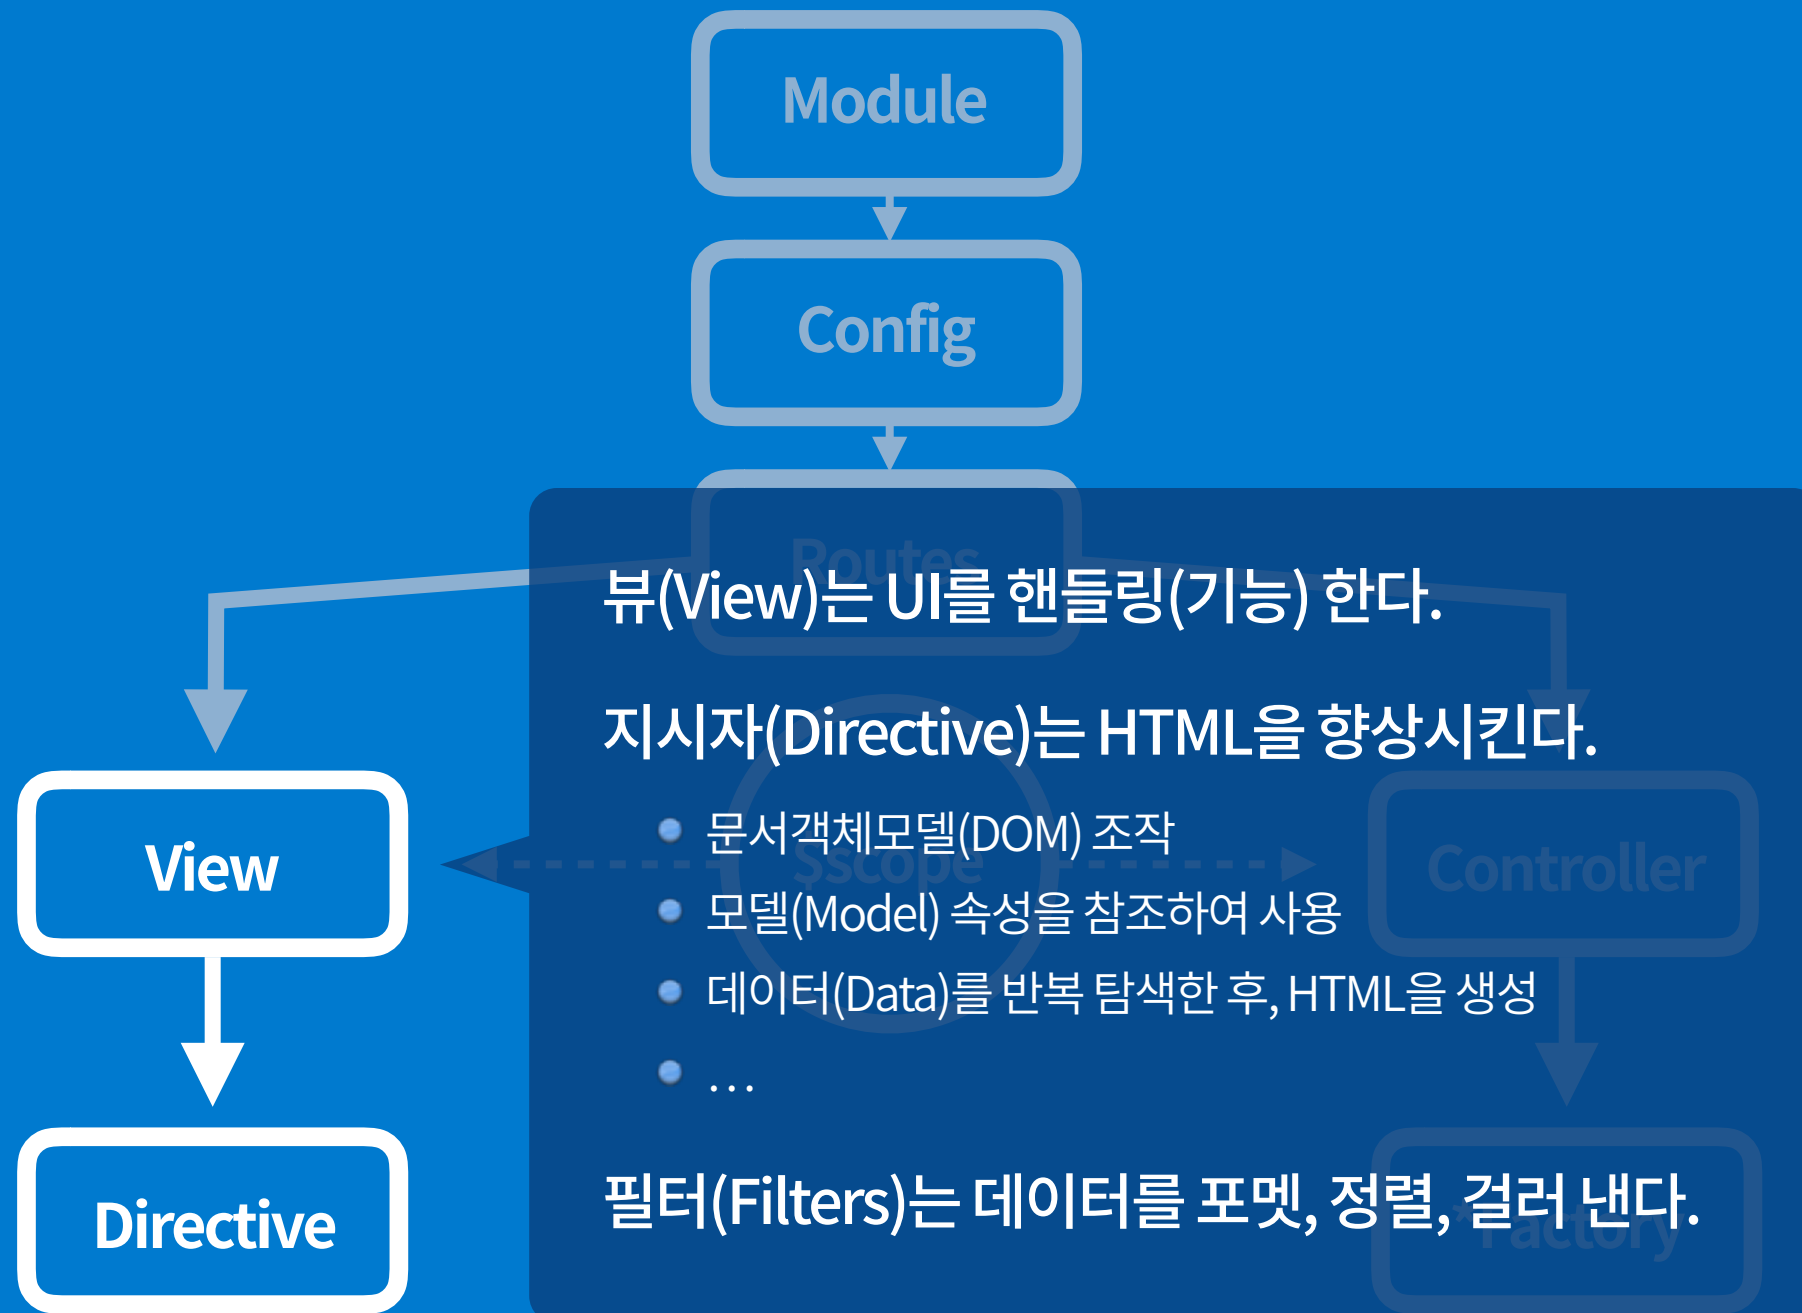 Module
Config
Routes
뷰(View)는 UI를 핸들링(기능) 한다.
지시자(Directive)는 HTML을 향상시킨다.
문서객체모델(DOM) 조작
$scope
모델(Model) 속성을 참조하여 사용
데이터(Data)를 반복 탐색한 후, HTML을 생성
...
필터(Filters)는 데이터를 포멧, 정렬, 걸러 낸다.
View
Directive
Controller
*Factory